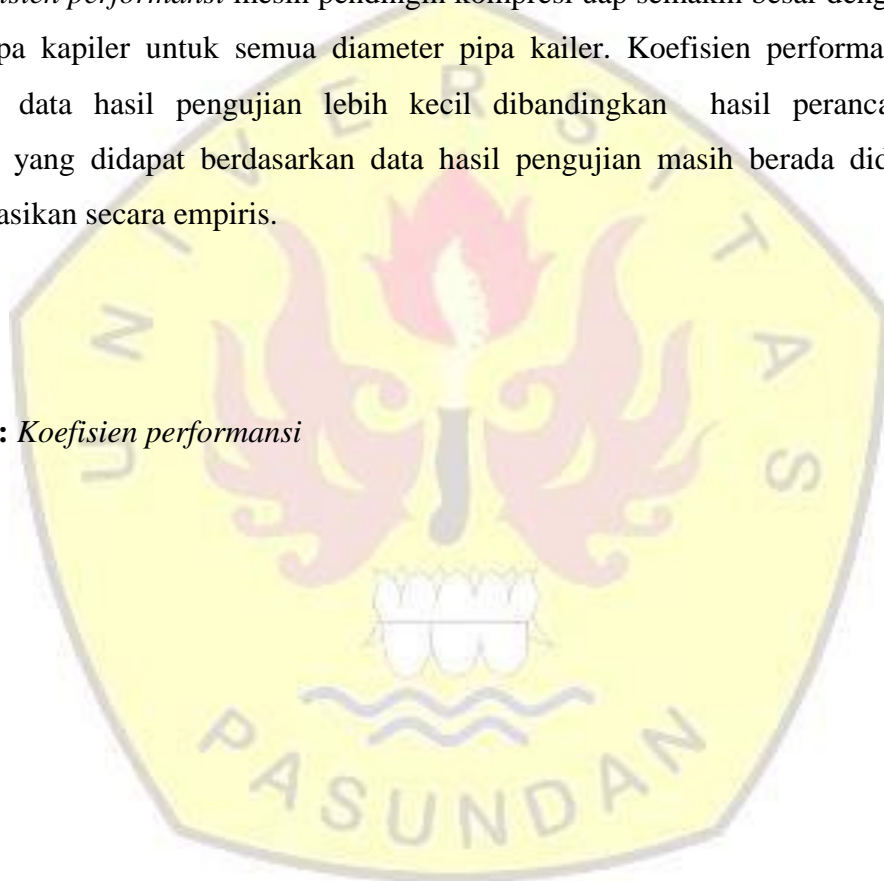 isien performansi mesin pendingin kompresi uap semakin besar deng
pa kapiler untuk semua diameter pipa kailer. Koefisien performa
data hasil pengujian lebih kecil dibandingkan hasil peranca
yang didapat berdasarkan data hasil pengujian masih berada did
asikan secara empiris.
: Koefisien performansi
UNIVERSITAS
PASUNDAN